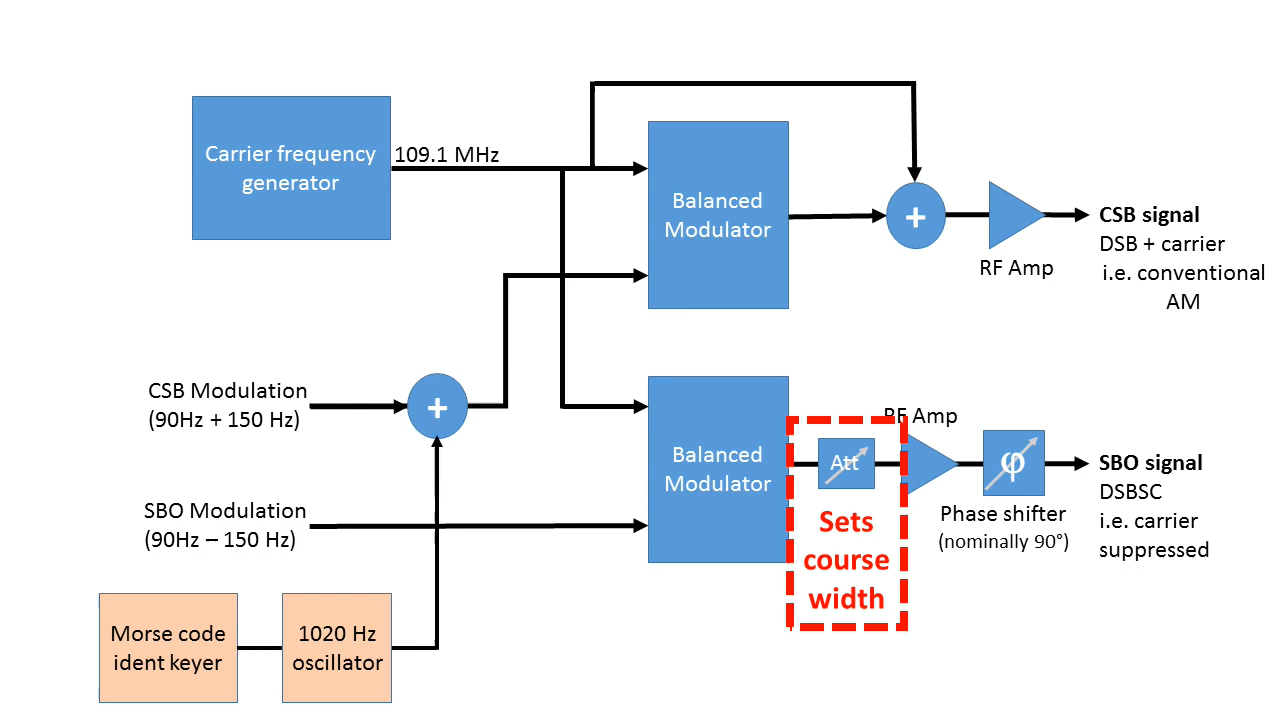 Carrier frequency
generator
109.1 MHz
Balanced
Modulator
+
RF Amp
CSB signal
DSB + carrier
i.e. conventional
AM
CSB Modulation
(90Hz + 150 Hz)
+
SBO Modulation
(90Hz – 150 Hz)
Balanced
Modulator
RF Amp
Att
φ
Sets
course
width
Phase shifter
(nominally 90°)
SBO signal
DSBSC
i.e. carrier
suppressed
Morse code
ident keyer
1020 Hz
oscillator